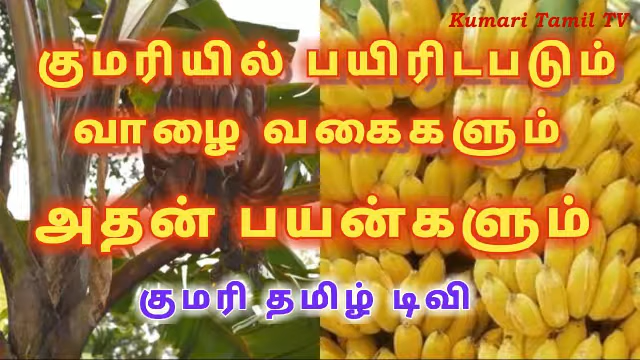 Kumari Tamil TV
குமரியில் பயிரிடபடும்
வாழை வகைகளும்
அதன் பயன்களும்
குமரி தமிழ் டிவி